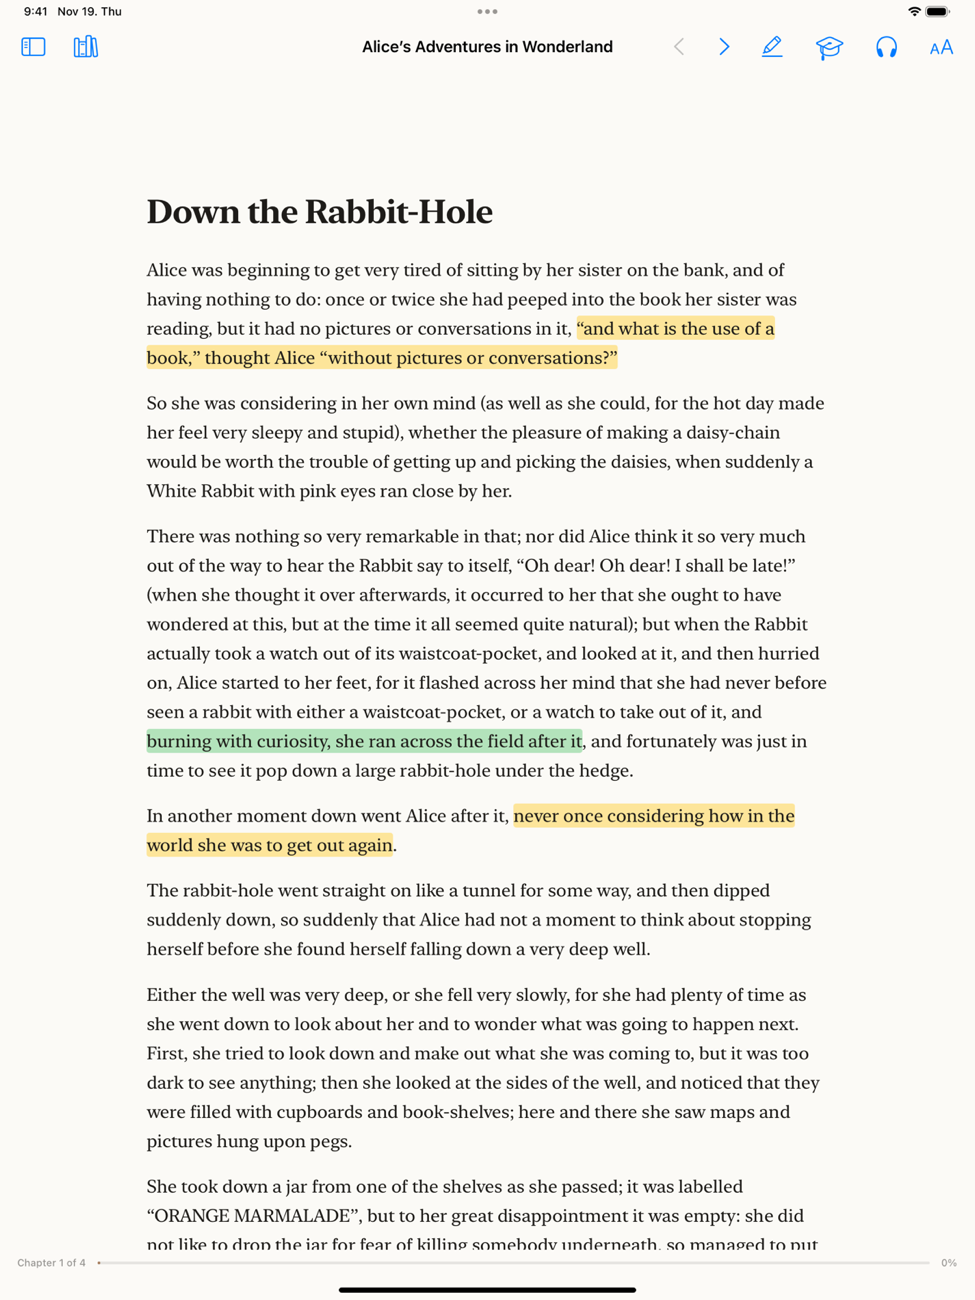 9:41 Nov 19. Thu
Alice’s Adventures in Wonderland
AA
Down the Rabbit-Hole
Alice was beginning to get very tired of sitting by her sister on the bank, and of
having nothing to do: once or twice she had peeped into the book her sister was
reading, but it had no pictures or conversations in it, “and what is the use of a
book,” thought Alice “without pictures or conversations?”
So she was considering in her own mind (as well as she could, for the hot day made
her feel very sleepy and stupid), whether the pleasure of making a daisy-chain
would be worth the trouble of getting up and picking the daisies, when suddenly a
White Rabbit with pink eyes ran close by her.
There was nothing so very remarkable in that; nor did Alice think it so very much
out of the way to hear the Rabbit say to itself, “Oh dear! Oh dear! I shall be late!”
(when she thought it over afterwards, it occurred to her that she ought to have
wondered at this, but at the time it all seemed quite natural); but when the Rabbit
actually took a watch out of its waistcoat-pocket, and looked at it, and then hurried
on, Alice started to her feet, for it flashed across her mind that she had never before
seen a rabbit with either a waistcoat-pocket, or a watch to take out of it, and
burning with curiosity, she ran across the field after it, and fortunately was just in
time to see it pop down a large rabbit-hole under the hedge.
In another moment down went Alice after it, never once considering how in the
world she was to get out again.
The rabbit-hole went straight on like a tunnel for some way, and then dipped
suddenly down, so suddenly that Alice had not a moment to think about stopping
herself before she found herself falling down a very deep well.
Either the well was very deep, or she fell very slowly, for she had plenty of time as
she went down to look about her and to wonder what was going to happen next.
First, she tried to look down and make out what she was coming to, but it was too
dark to see anything; then she looked at the sides of the well, and noticed that they
were filled with cupboards and book-shelves; here and there she saw maps and
pictures hung upon pegs.
She took down a jar from one of the shelves as she passed; it was labelled
“ORANGE MARMALADE”, but to her great disappointment it was empty: she did
not like to drop the jar for fear of killing somebody underneath, so managed to put
Chapter 1 of 4
0%